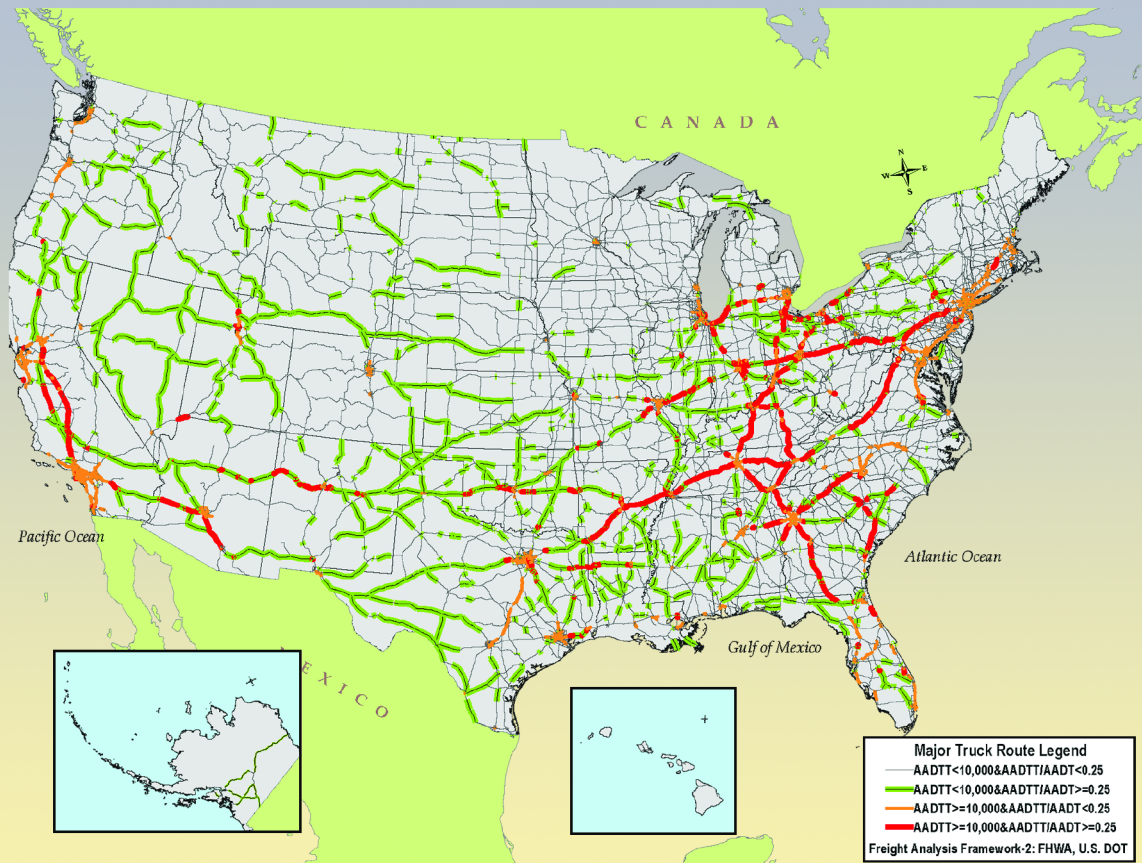 CANADA
N
W E
S
Pacific Ocean
Atlantic Ocean
Gulf of Mexico
MEXICO
Major Truck Route Legend
AADTT<10,000&AADTT/AADT<0.25
AADTT<10,000&AADTT/AADT>=0.25
AADTT>=10,000&AADTT/AADT<0.25
AADTT>=10,000&AADTT/AADT>=0.25
Freight Analysis Framework-2: FHWA, U.S. DOT